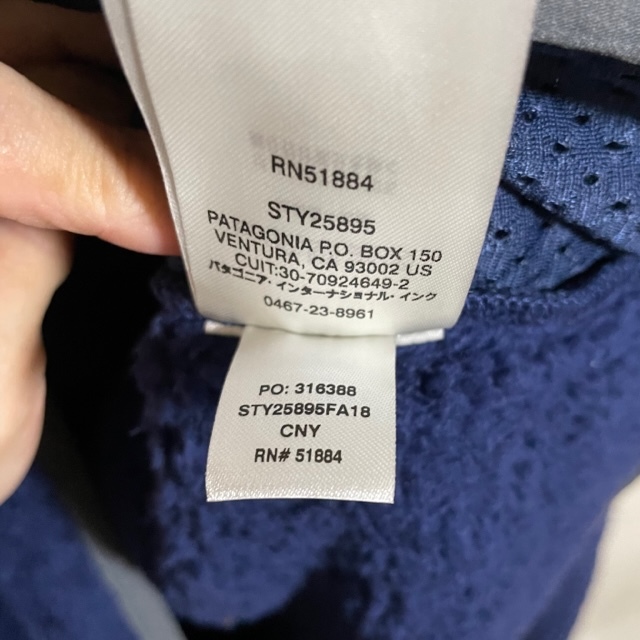 RN51884
STY25895
PATAGONIA P.O. BOX 150
VENTURA, CA 93002 US
CUIT:30-70924649-2
パタゴニア・インターナショナル・インク
0467-23-8961
PO: 316388
STY25895FA18
CNY
RN# 51884